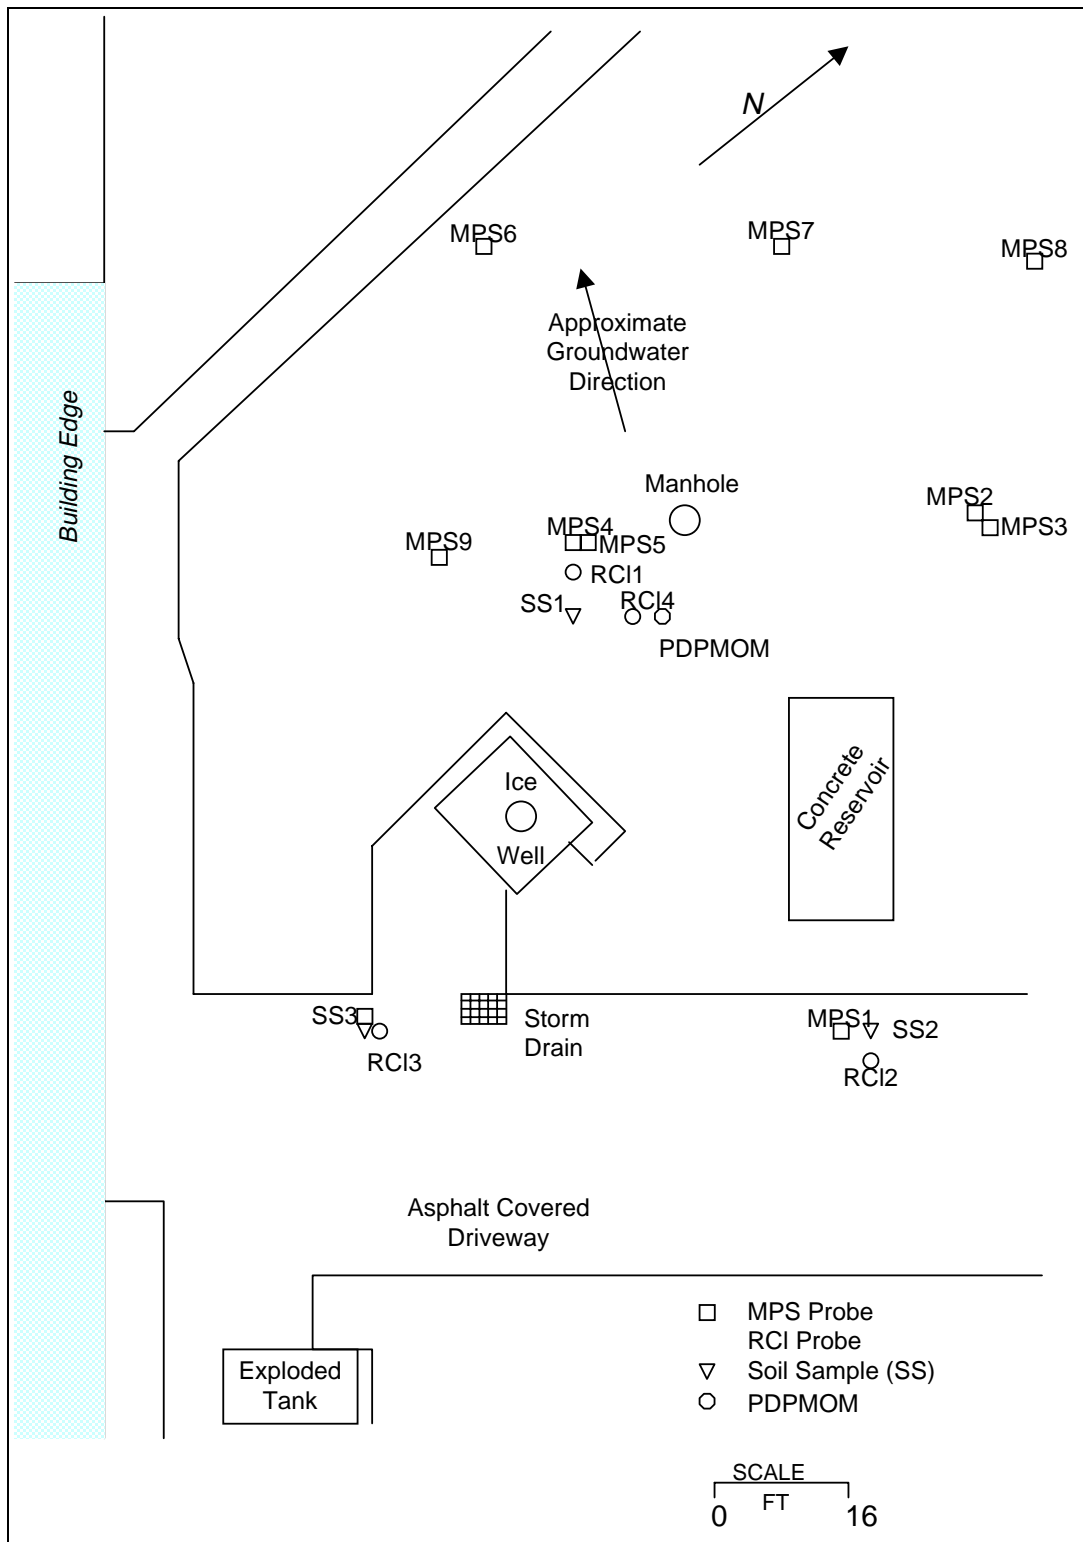 N
MPS6
MPS7
MPS8
Approximate
Groundwater
Direction
Building Edge
Manhole
MPS2
MPS3
MPS4
MPS5
MPS9
RCI1
SS1
RCI4
PDPMOM
Concrete
Reservoir
Ice
Well
SS3
RCI3
Storm
Drain
MPS1
SS2
RCI2
Asphalt Covered
Driveway
Exploded
Tank
MPS Probe
RCI Probe
Soil Sample (SS)
PDPMOM
SCALE
FT
0 16